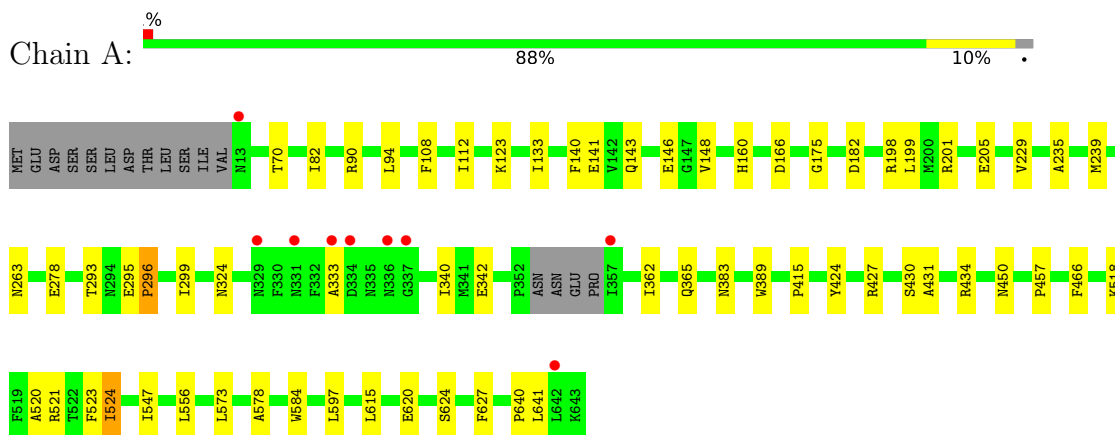 %
Chain A:
88%
10%
MET GLU ASP SER SER LEU ASP THR LEU SER ILE VAL N13 T70 I82 R90 L94 F108 I112 K123 I133 F140 E141 V142 Q143 E146 G147 V148 H160 D166 G175 D182 R198 L199 M200 R201 E205 V229 A235 M239
N263 E278 T293 N294 E295 P296 I299 N324 N329 F330 N331 F332 A333 D334 N335 N336 G337 I340 M341 E342 P352 ASN ASN GLU PRO I357 I362 Q365 N383 W389 P415 Y424 R427 S430 A431 R434 N450 P457 F466 K518
F519 A520 R521 T522 F523 I524 I547 L556 L573 A578 W584 L597 L615 E620 S624 F627 P640 L641 L642 K643